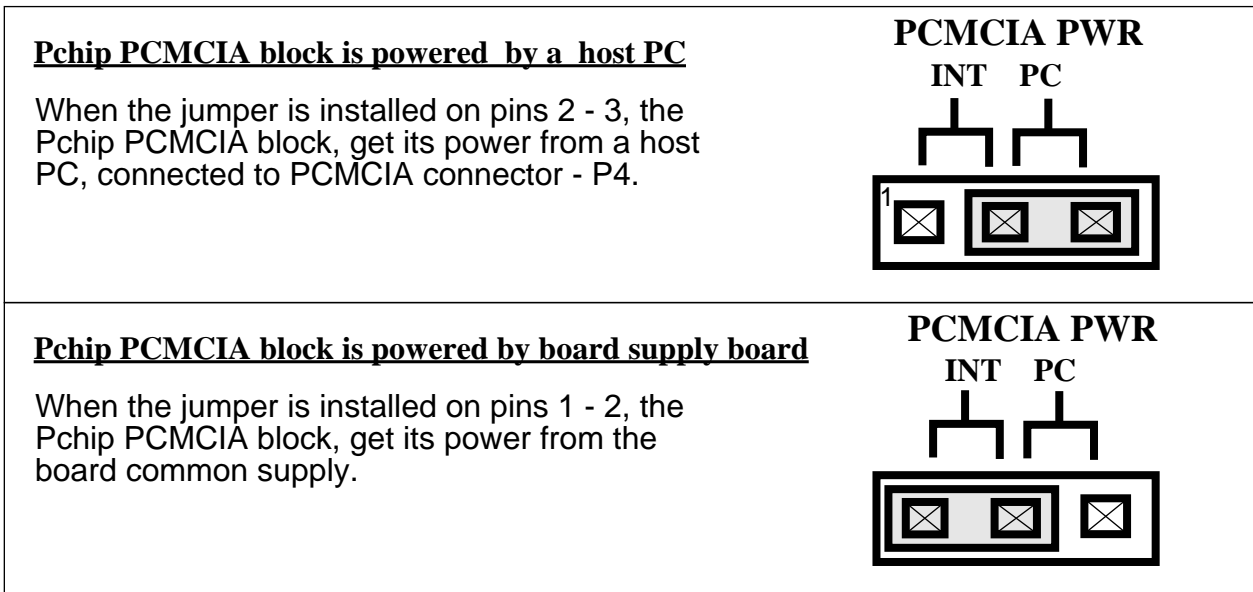 Pchip PCMCIA block is powered by a host PC
When the jumper is installed on pins 2 - 3, the
Pchip PCMCIA block, get its power from a host
PC, connected to PCMCIA connector - P4.
PCMCIA PWR
INT PC
1
Pchip PCMCIA block is powered by board supply board
When the jumper is installed on pins 1 - 2, the
Pchip PCMCIA block, get its power from the
board common supply.
PCMCIA PWR
INT PC